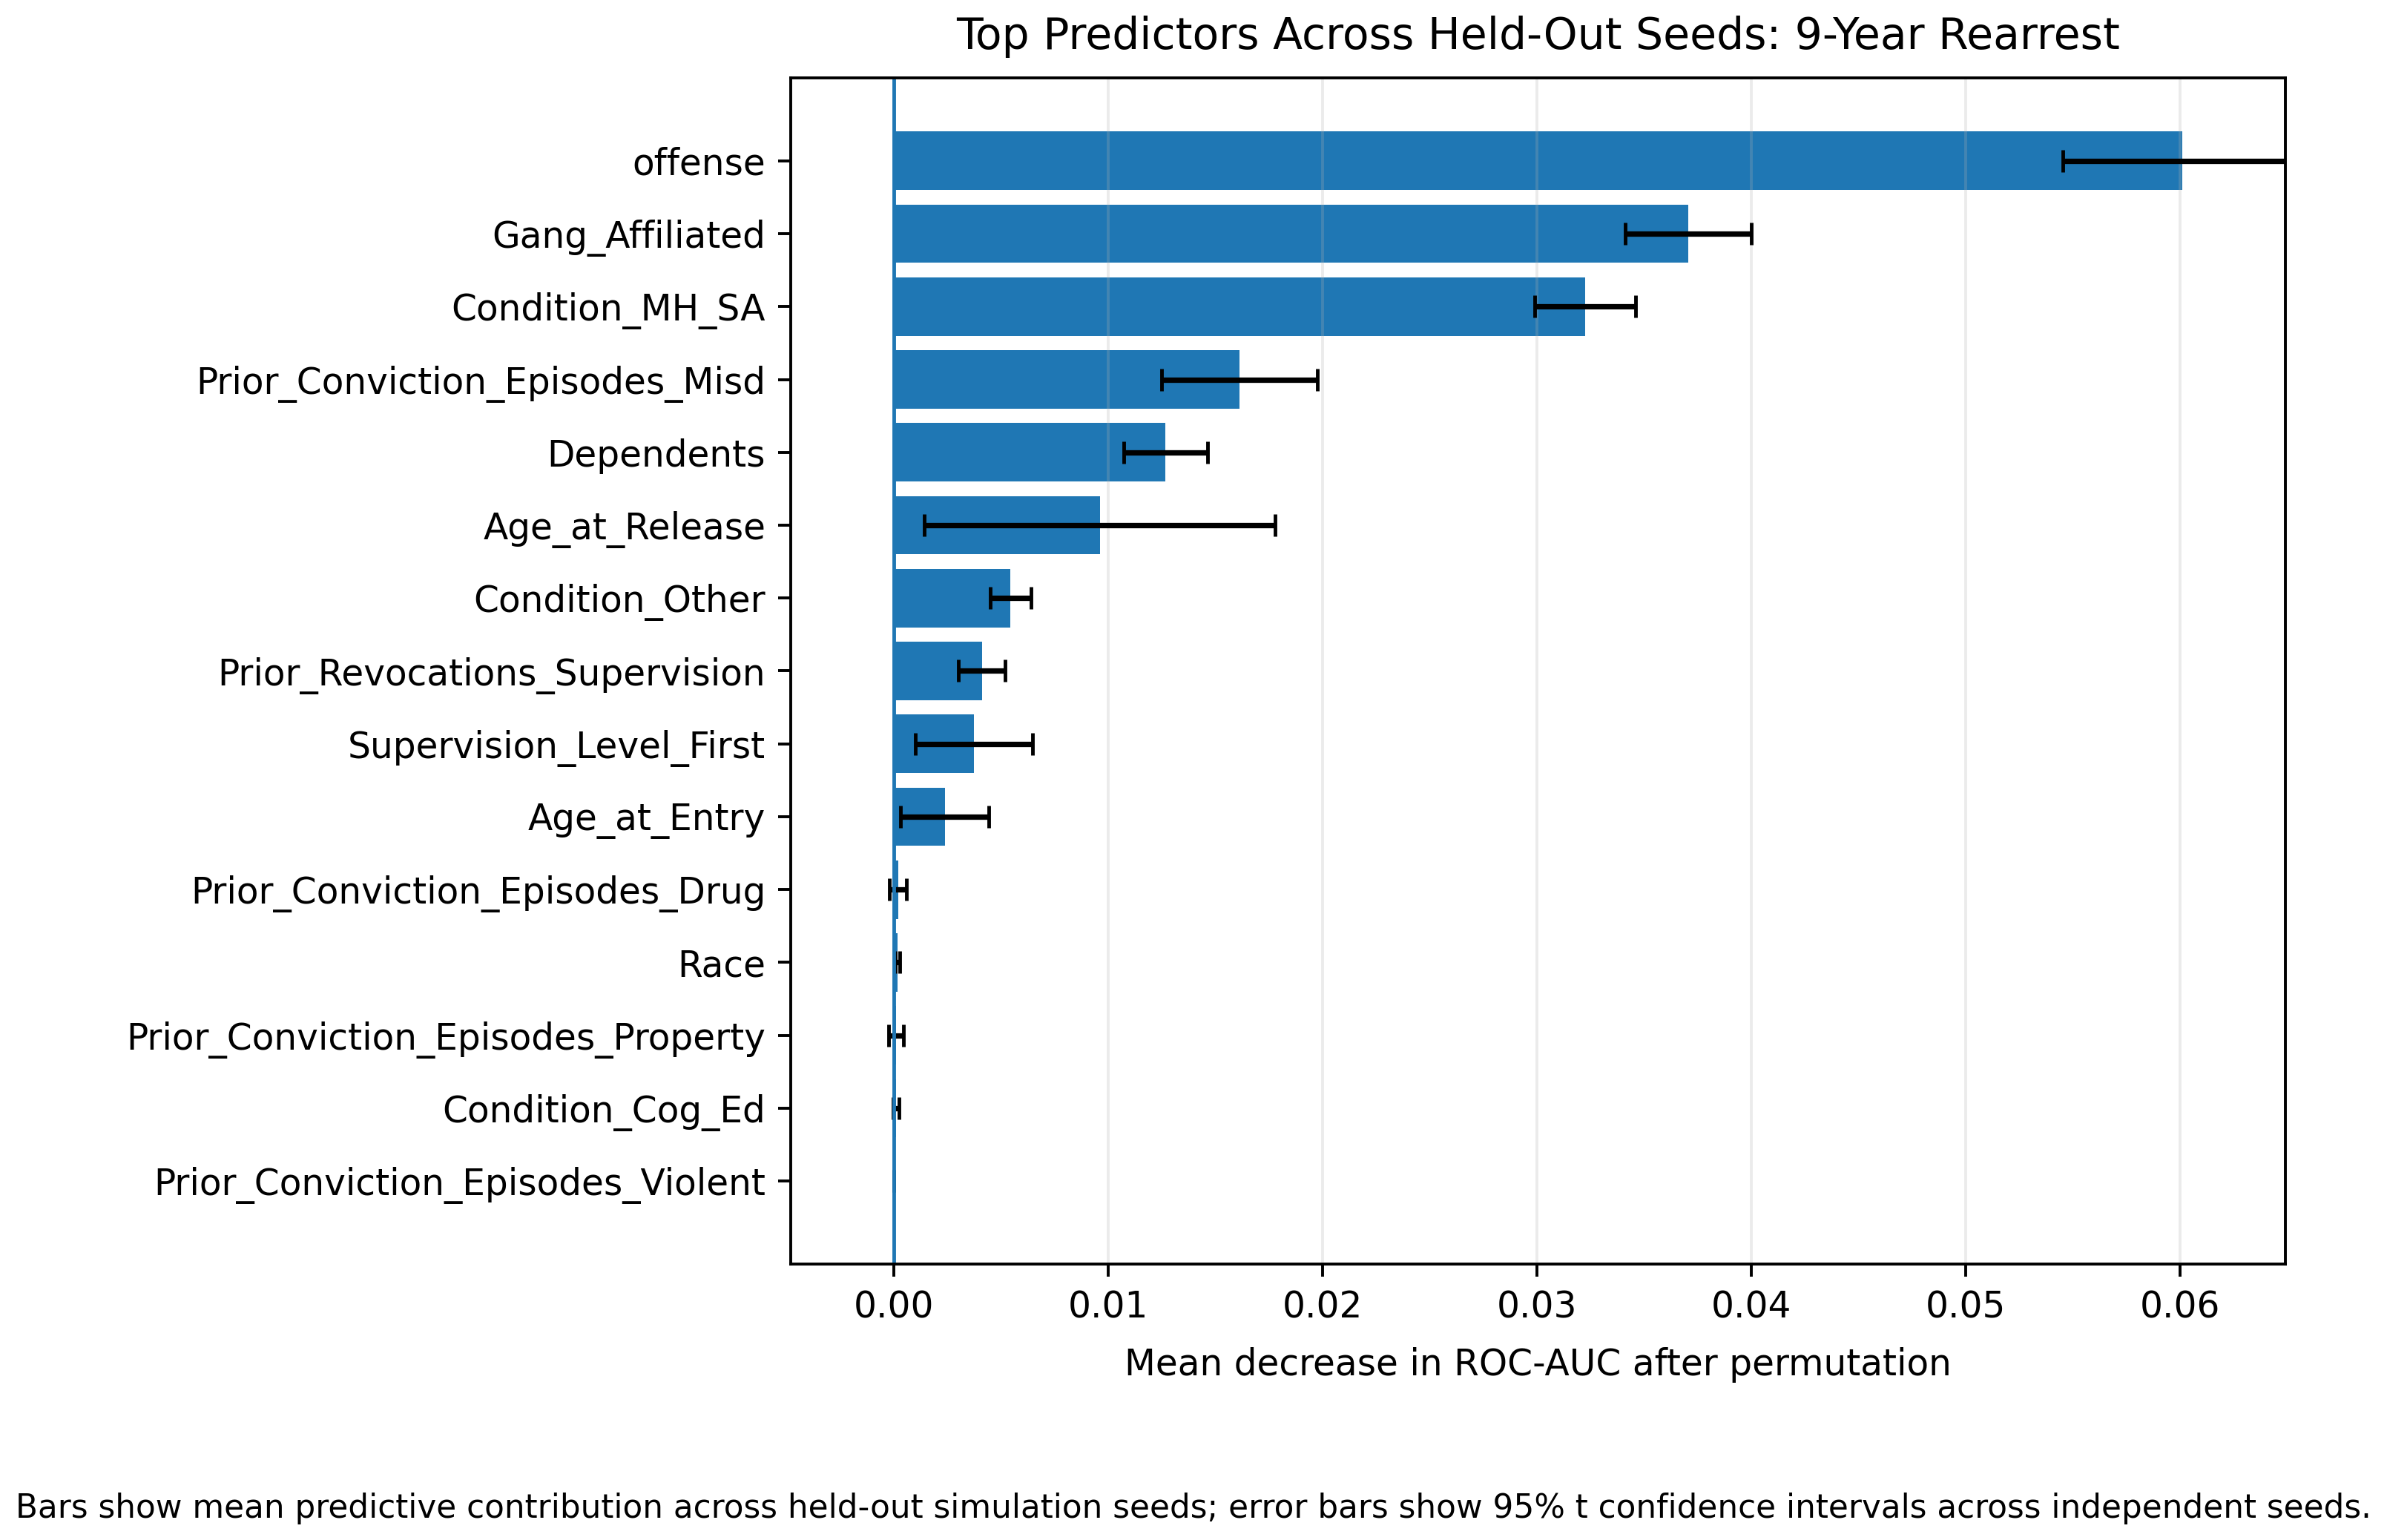 Top Predictors Across Held-Out Seeds: 9-Year Rearrest
offense
Gang_Affiliated
Condition_MH_SA
Prior_Conviction_Episodes_Misd
Dependents
Age_at_Release
Condition_Other
Prior_Revocations_Supervision
Supervision_Level_First
Age_at_Entry
Prior_Conviction_Episodes_Drug
Race
Prior_Conviction_Episodes_Property
Condition_Cog_Ed
Prior_Conviction_Episodes_Violent
0.00 0.01 0.02 0.03 0.04 0.05 0.06
Mean decrease in ROC-AUC after permutation
Bars show mean predictive contribution across held-out simulation seeds; error bars show 95% t confidence intervals across independent seeds.